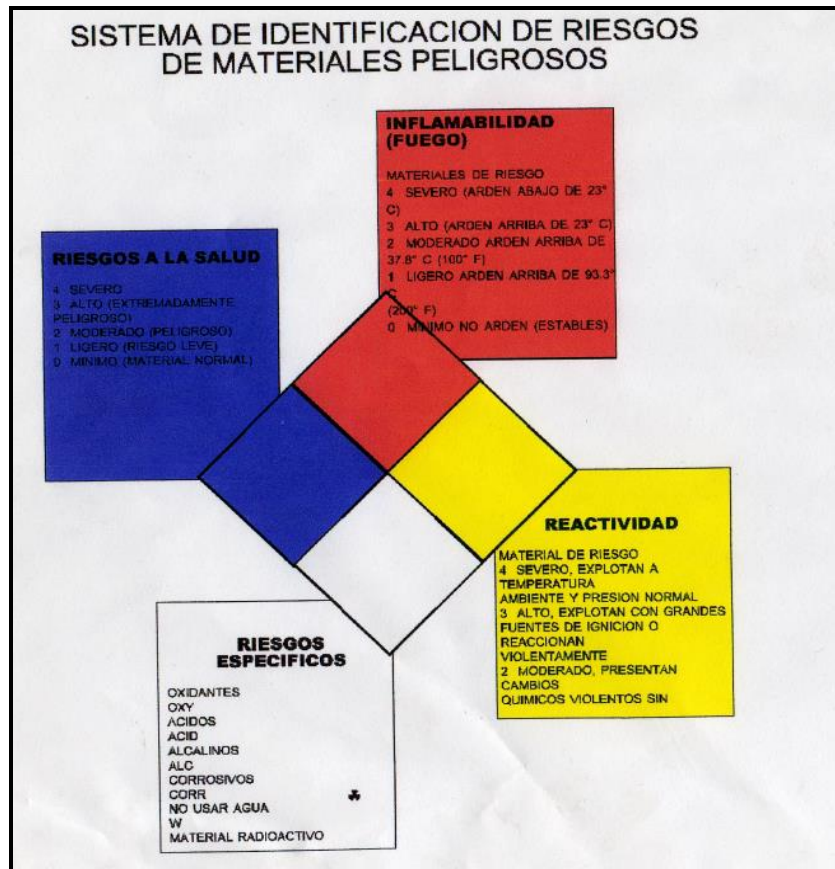 SISTEMA DE IDENTIFICACION DE RIESGOS
DE MATERIALES PELIGROSOS
INFLAMABILIDAD
(FUEGO)
MATERIALES DE RIESGO
4 SEVERO (ARDEN ABAJO DE 23°
C)
3 ALTO (ARDEN ARRIBA DE 23° C)
2 MODERADO ARDEN ARRIBA DE
37.8° C (100° F)
1 LIGERO ARDEN ARRIBA DE 93.3°
C
(200° F)
0 MINIMO NO ARDEN (ESTABLES)
RIESGOS A LA SALUD
4 SEVERO
3 ALTO (EXTREMADAMENTE
PELIGROSO)
2 MODERADO (PELIGROSO)
1 LIGERO (RIESGO LEVE)
0 MINIMO (MATERIAL NORMAL)
REACTIVIDAD
MATERIAL DE RIESGO
4 SEVERO, EXPLOTAN A
TEMPERATURA
AMBIENTE Y PRESION NORMAL
3 ALTO, EXPLOTAN CON GRANDES
FUENTES DE IGNICION O
REACCIONAN
VIOLENTAMENTE
2 MODERADO, PRESENTAN
CAMBIOS
QUIMICOS VIOLENTOS SIN
RIESGOS
ESPECIFICOS
OXIDANTES
OXY
ACIDOS
ACID
ALCALINOS
ALC
CORROSIVOS
CORR
NO USAR AGUA
W
MATERIAL RADIOACTIVO